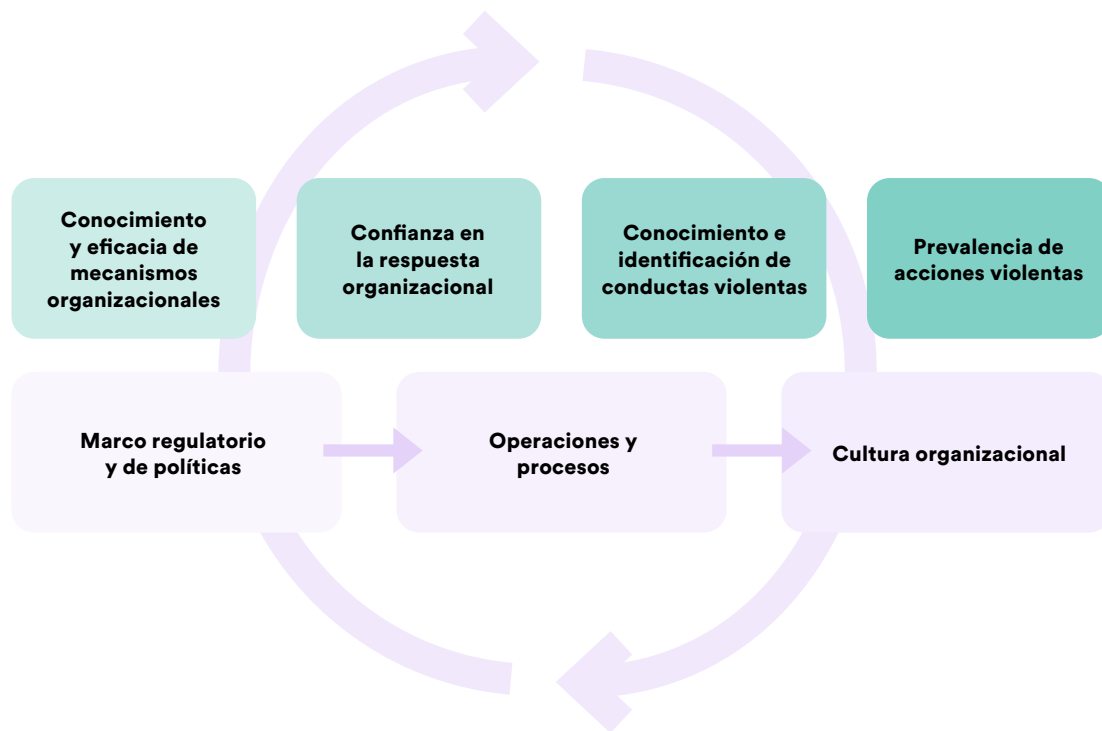 Conocimiento
y eficacia de
mecanismos
organizacionales
Confianza en
la respuesta
organizacional
Conocimiento e
identificación de
conductas violentas
Prevalencia de
acciones violentas
Marco regulatorio
y de políticas
Operaciones y
procesos
Cultura organizacional